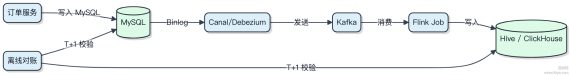 订单服务
写入 MySQL
MySQL
Binlog
Canal/Debezium
发送
Kafka
消费
Flink Job
写入
Hive / ClickHouse
离线对账
T+1 校验
T+1 校验